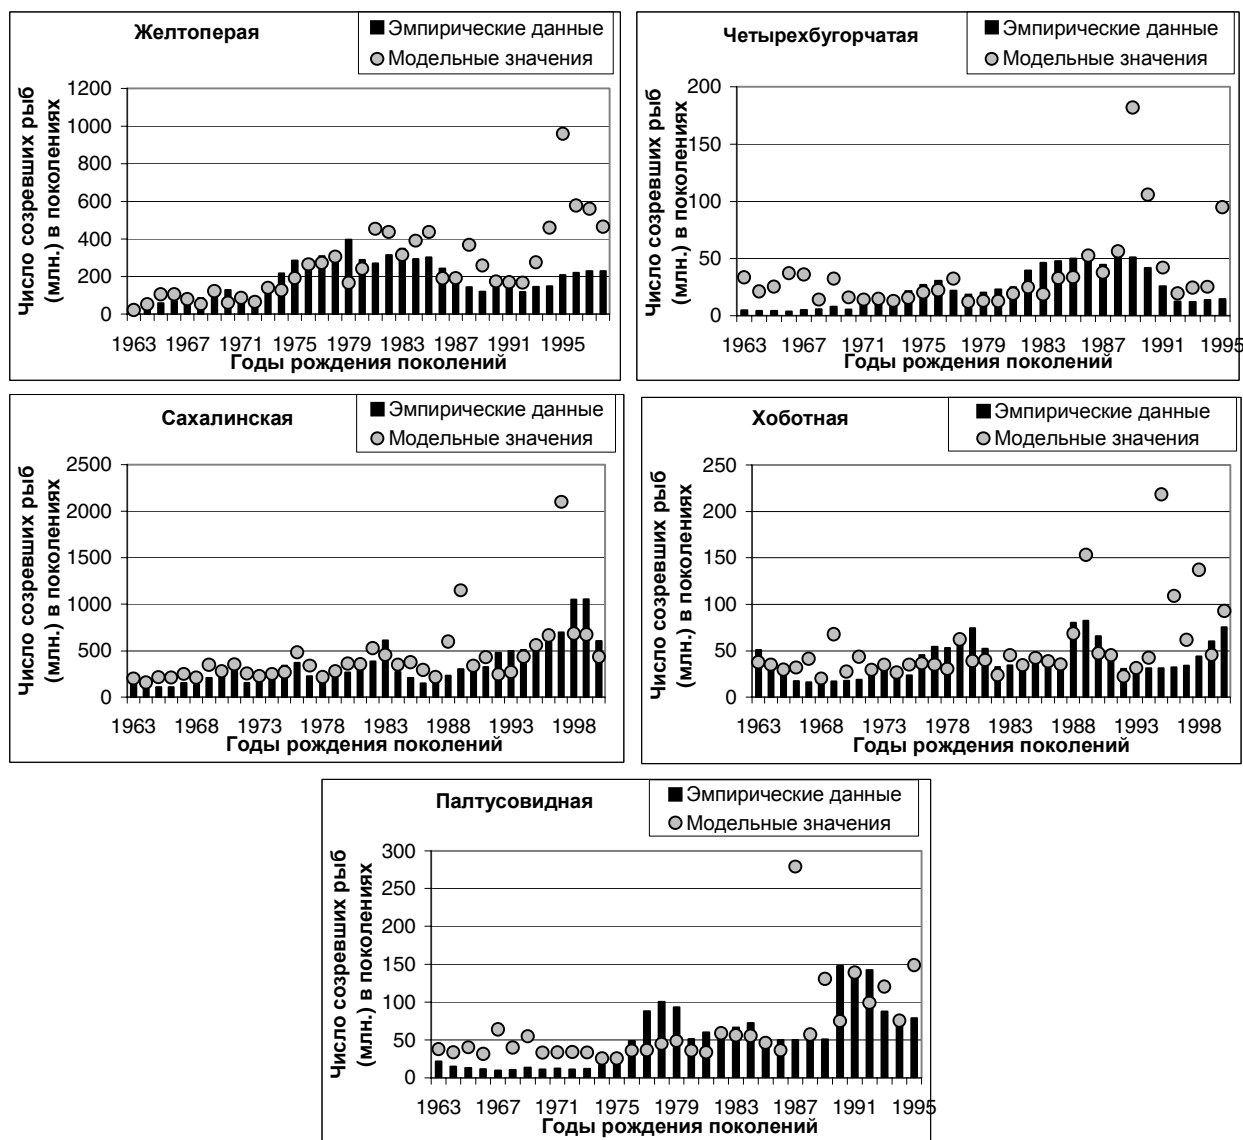 Желтоперая
Эмпирические данные
Модельные значения
Число созревших рыб
(млн.) в поколениях
1200
1000
800
600
400
200
0
1963 1967 1971 1975 1979 1983 1987 1991 1995
Годы рождения поколений
Четырехбугорчатая
Эмпирические данные
Модельные значения
Число созревших рыб
(млн.) в поколениях
200
150
100
50
0
1963 1967 1971 1975 1979 1983 1987 1991 1995
Годы рождения поколений
Сахалинская
Эмпирические данные
Модельные значения
Число созревших рыб
(млн.) в поколениях
2500
2000
1500
1000
500
0
1963 1968 1973 1978 1983 1988 1993 1998
Годы рождения поколений
Хоботная
Эмпирические данные
Модельные значения
Число созревших рыб
(млн.) в поколениях
250
200
150
100
50
0
1963 1968 1973 1978 1983 1988 1993 1998
Годы рождения поколений
Палтусовидная
Эмпирические данные
Модельные значения
Число созревших рыб
(млн.) в поколениях
300
250
200
150
100
50
0
1963 1967 1971 1975 1979 1983 1987 1991 1995
Годы рождения поколений